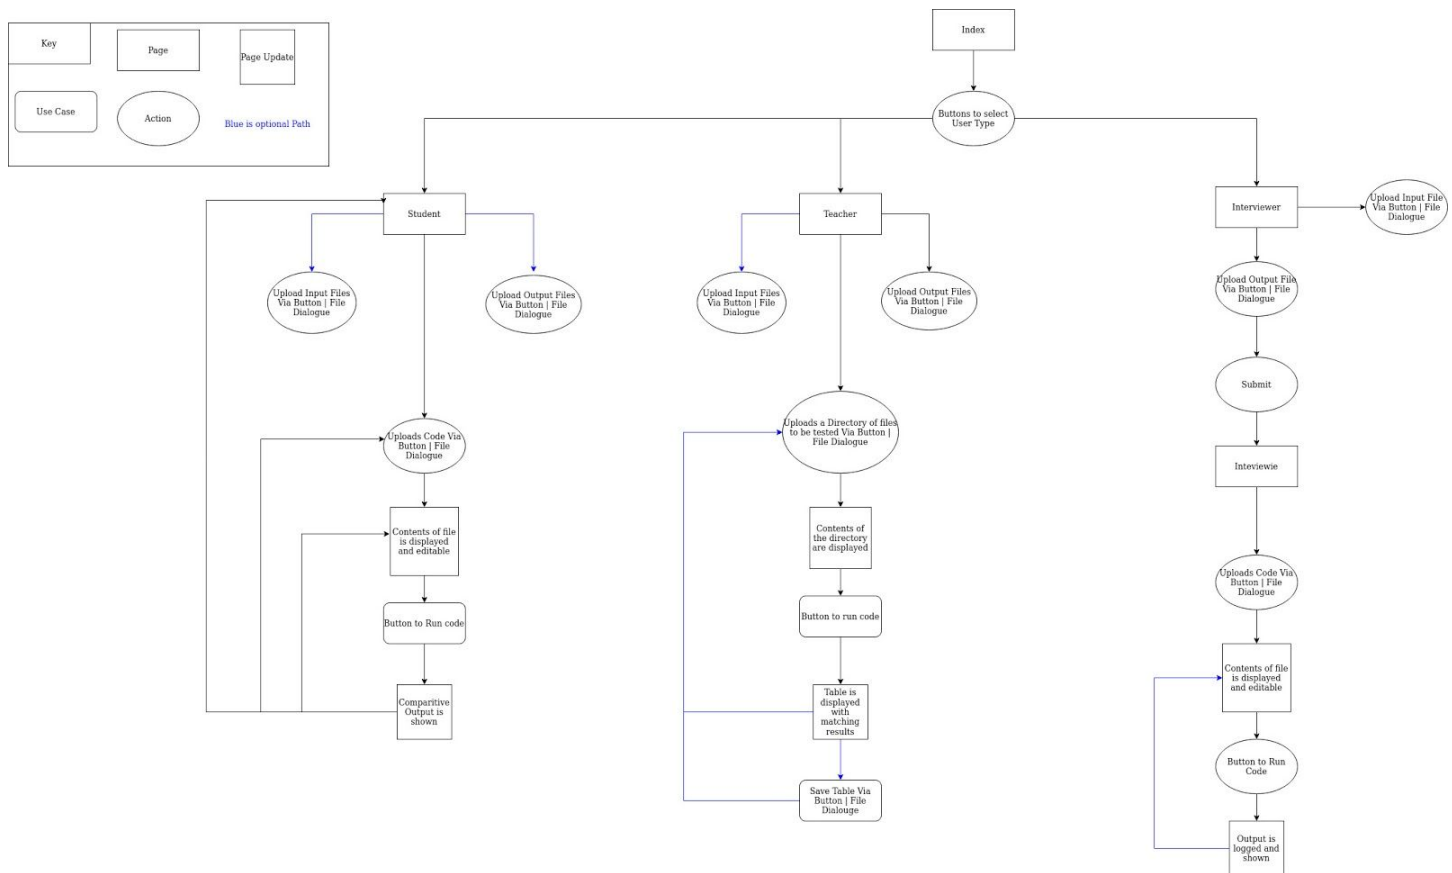 Key
Page
Page Update
Use Case
Action
Blue is optional Path
Index
Buttons to select
User Type
Student
Teacher
Interviewer
Upload Input File
Via Button | File
Dialogue
Upload Input Files
Via Button | File
Dialogue
Upload Output Files
Via Button | File
Dialogue
Upload Input Files
Via Button | File
Dialogue
Upload Output Files
Via Button | File
Dialogue
Upload Output File
Via Button | File
Dialogue
Submit
Uploads Code Via
Button | File
Dialogue
Uploads a Directory of files
to be tested Via Button |
File Dialogue
Inteviewie
Contents of file
is displayed
and editable
Contents of
the directory
are displayed
Uploads Code Via
Button | File
Dialogue
Button to Run code
Button to run code
Contents of file
is displayed
and editable
Comparitive
Output is
shown
Table is
displayed
with
matching
results
Button to Run
Code
Save Table Via
Button | File
Dialouge
Output is
logged and
shown